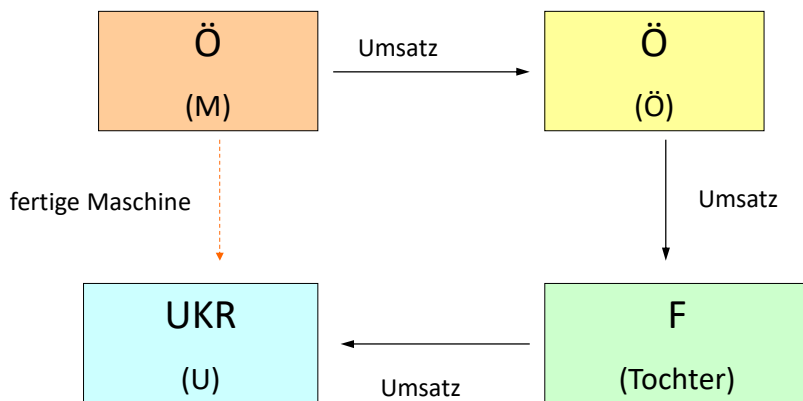 Ö
(M)
Umsatz
Ö
(Ö)
fertige Maschine
Umsatz
UKR
(U)
Umsatz
F
(Tochter)